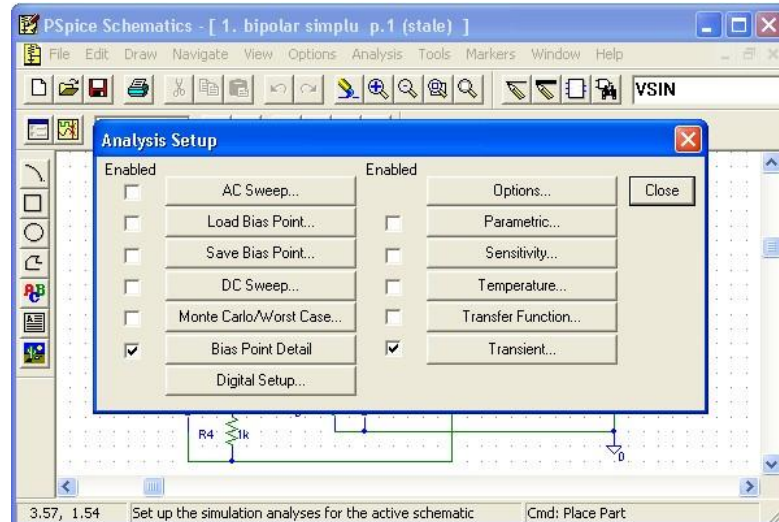 PSpice Schematics - [ 1. bipolar simplu p.1 (stale) ]
File Edit Draw Navigate View Options Analysis Tools Markers Window Help
VSIN
Analysis Setup
Enabled
Enabled
AC Sweep...
Options...
Close
Load Bias Point...
Parametric...
Save Bias Point...
Sensitivity...
DC Sweep...
Temperature...
Monte Carlo/Worst Case...
Transfer Function...
Bias Point Detail
Transient...
Digital Setup...
R4 1k
0
3.57, 1.54 Set up the simulation analyses for the active schematic Cmd: Place Part